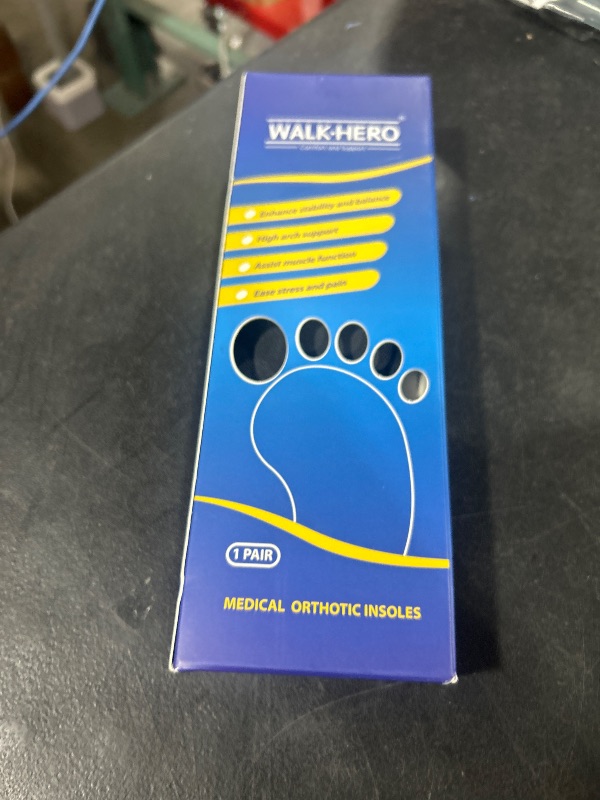 WALK·HERO®
Comfort and Support
Enhance stability and balance
High arch support
Assist muscle function
Ease stress and pain
1 PAIR
MEDICAL ORTHOTIC INSOLES